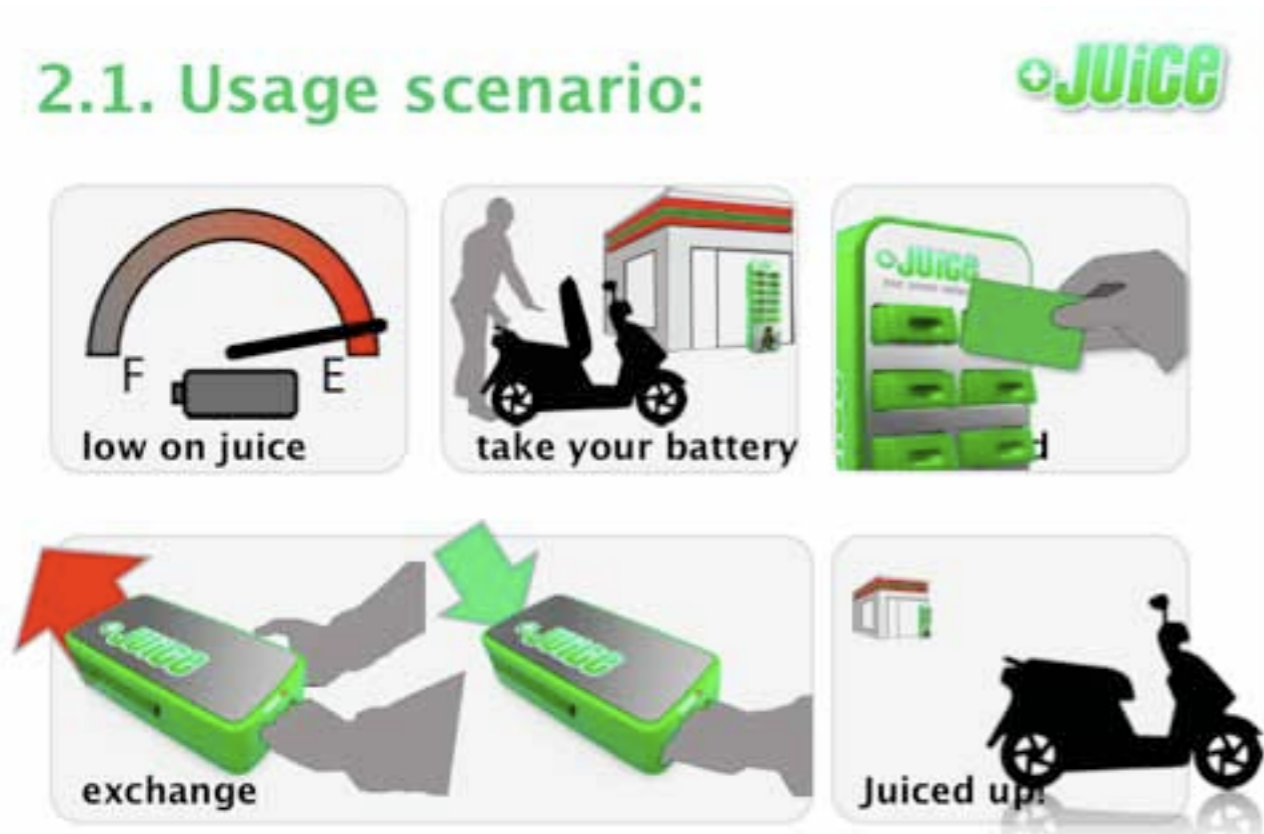 2.1. Usage scenario:
+JUiCE
F
E
low on juice
take your battery
+JUiCE
d
+JUiCE
exchange
+JUiCE
Juiced up!